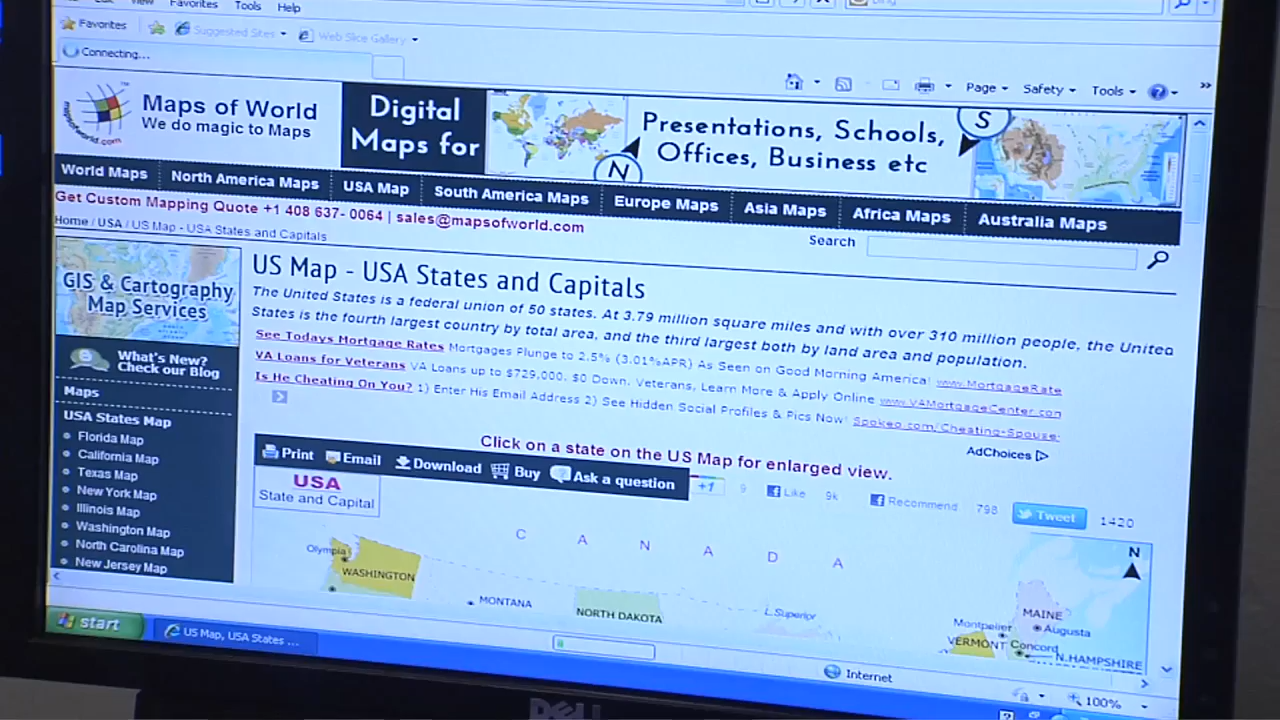 View
Favorites
Tools
Help
Favorites
Suggested Sites
Web Slice Gallery
Connecting...
Page
Safety
Tools
Maps of World
We do magic to Maps
mapsofworld.com
Digital
Maps for
N
Presentations, Schools,
Offices, Business etc
S
World Maps
North America Maps
USA Map
South America Maps
Europe Maps
Asia Maps
Africa Maps
Australia Maps
Get Custom Mapping Quote +1 408 637- 0064 | sales@mapsofworld.com
Home / USA / US Map - USA States and Capitals
Search
GIS & Cartography
Map Services
What's New?
Check our Blog
Maps
USA States Map
Florida Map
California Map
Texas Map
New York Map
Illinois Map
Washington Map
North Carolina Map
New Jersey Map
US Map - USA States and Capitals
The United States is a federal union of 50 states. At 3.79 million square miles and with over 310 million people, the United
States is the fourth largest country by total area, and the third largest both by land area and population.
See Todays Mortgage Rates Mortgages Plunge to 2.5% (3.01%APR) As Seen on Good Morning America! www.MortgageRate
VA Loans for Veterans VA Loans up to $729,000. $0 Down. Veterans, Learn More & Apply Online www.VAMortgageCenter.con
Is He Cheating On You? 1) Enter His Email Address 2) See Hidden Social Profiles & Pics Now! Spokeo.com/Cheating-Spouse-
AdChoices
Click on a state on the US Map for enlarged view.
Print
Email
Download
Buy
Ask a question
+1
9
Like
9k
Recommend
798
Tweet
1420
USA
State and Capital
C A N A D A
N
Olympia
WASHINGTON
MONTANA
NORTH DAKOTA
L.Superior
MAINE
Montpelier
Augusta
VERMONT
Concord
N.HAMPSHIRE
start
US Map, USA States ...
Internet
100%
DELL